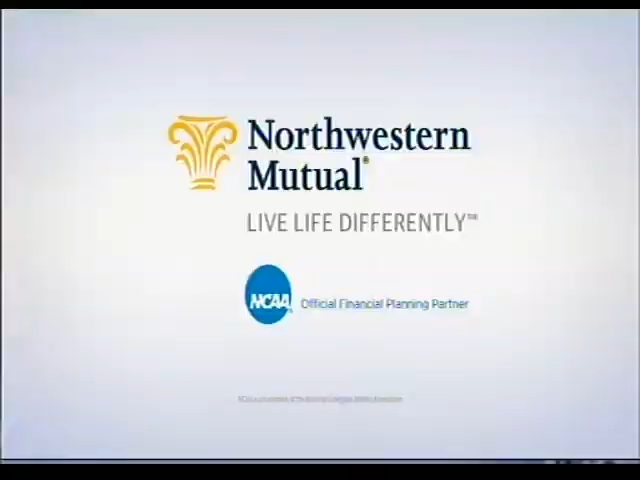 Northwestern
Mutual®
LIVE LIFE DIFFERENTLY™
NCAA® Official Financial Planning Partner